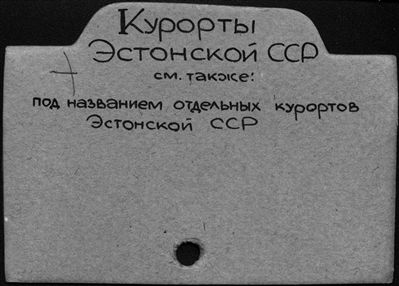 Курорты
Эстонской ССР
см. также:
под названием отдельных курортов
Эстонской ССР